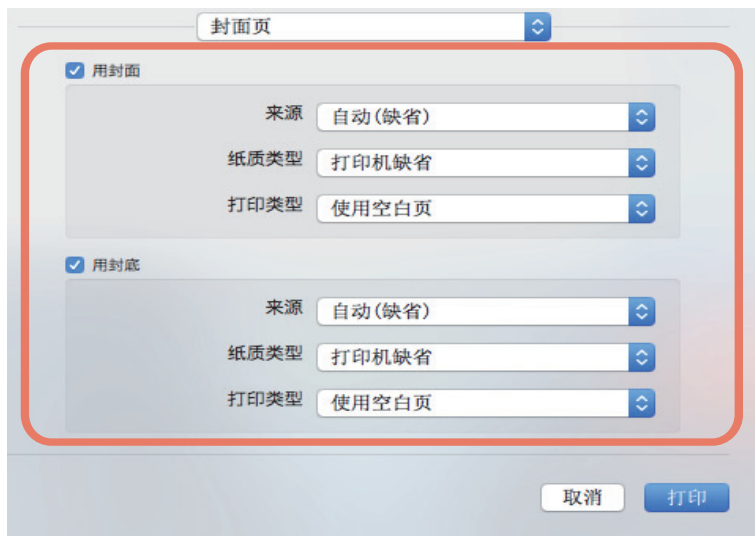 封面页
用封面
来源 自动(缺省)
纸质类型 打印机缺省
打印类型 使用空白页
用封底
来源 自动(缺省)
纸质类型 打印机缺省
打印类型 使用空白页
取消 打印